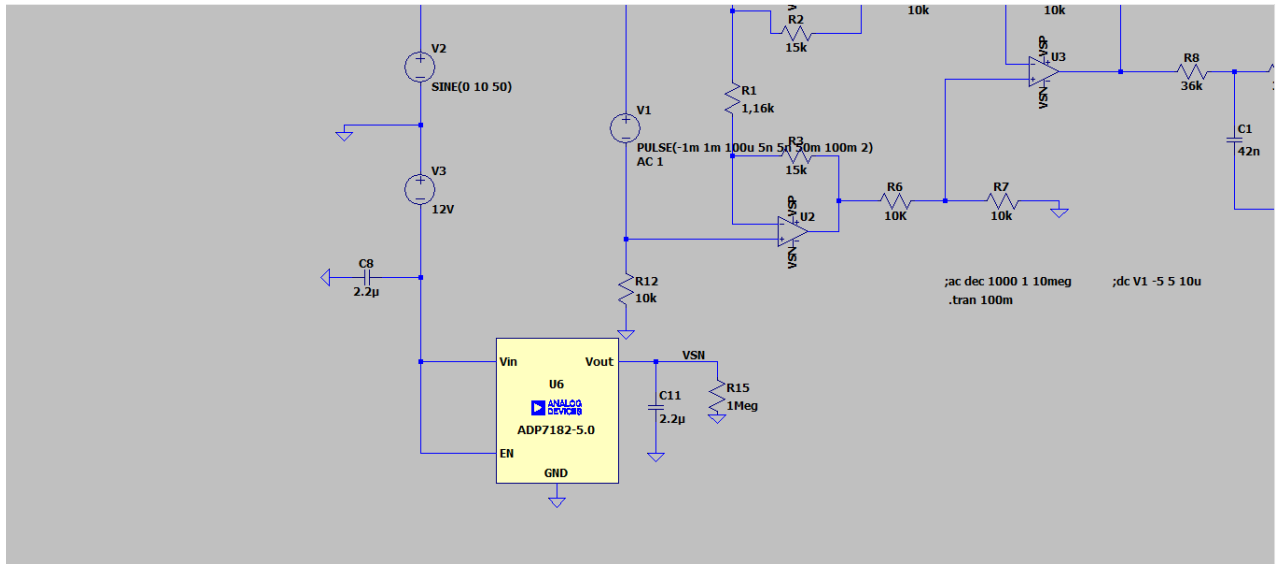 10k
10k
R2
15k
V2
SINE(0 10 50)
VSP
U3
VSN
R8
36k
R1
1,16k
V1
PULSE(-1m 1m 100u 5n 5n 50m 100m 2)
AC 1
C1
42n
R3
15k
V3
12V
VSP
U2
VSN
R6
10K
R7
10k
C8
2.2µ
R12
10k
;ac dec 1000 1 10meg
;dc V1 -5 5 10u
.tran 100m
Vin
Vout
VSN
U6
ANALOG
DEVICES
ADP7182-5.0
EN
GND
C11
2.2µ
R15
1Meg